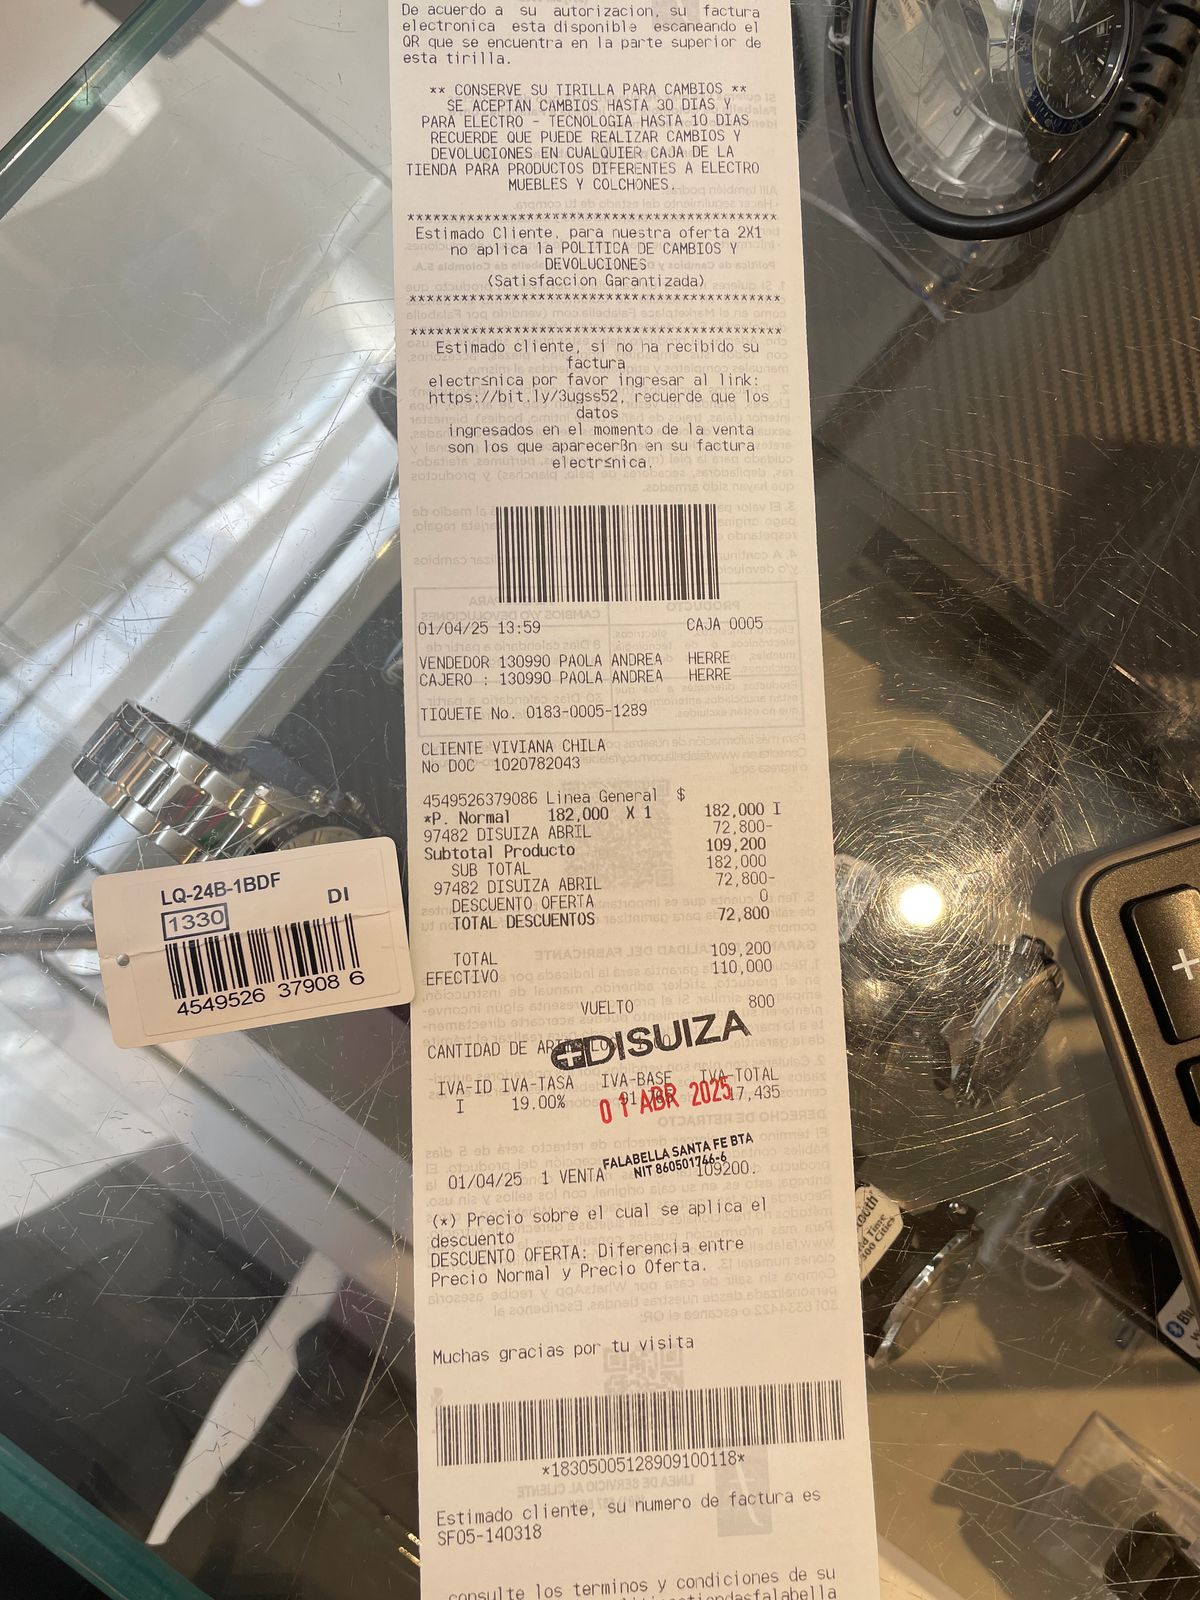 De acuerdo a su autorizacion, su factura
electronica esta disponible escaneando el
QR que se encuentra en la parte superior de
esta tirilla.
** CONSERVE SU TIRILLA PARA CAMBIOS **
SE ACEPTAN CAMBIOS HASTA 30 DIAS Y
PARA ELECTRO - TECNOLOGIA HASTA 10 DIAS
RECUERDE QUE PUEDE REALIZAR CAMBIOS Y
DEVOLUCIONES EN CUALQUIER CAJA DE LA
TIENDA PARA PRODUCTOS DIFERENTES A ELECTRO
MUEBLES Y COLCHONES.
******************************************
Estimado Cliente, para nuestra oferta 2X1
no aplica la POLITICA DE CAMBIOS Y
DEVOLUCIONES
(Satisfaccion Garantizada)
******************************************
******************************************
Estimado cliente, si no ha recibido su
factura
electr≤nica por favor ingresar al link:
https://bit.ly/3ugss52, recuerde que los
datos
ingresados en el momento de la venta
son los que aparecerßn en su factura
electr≤nica.
01/04/25 13:59 CAJA 0005
VENDEDOR 130990 PAOLA ANDREA HERRE
CAJERO : 130990 PAOLA ANDREA HERRE
TIQUETE No. 0183-0005-1289
CLIENTE VIVIANA CHILA
No DOC 1020782043
4549526379086 Linea General $
*P. Normal 182,000 X 1 182,000 I
97482 DISUIZA ABRIL 72,800-
Subtotal Producto 109,200
SUB TOTAL 182,000
97482 DISUIZA ABRIL 72,800-
DESCUENTO OFERTA 0
TOTAL DESCUENTOS 72,800
TOTAL 109,200
EFECTIVO 110,000
VUELTO 800
DISUIZA
CANTIDAD DE
IVA-ID IVA-TASA IVA-BASE IVA-TOTAL
I 19.00% 17,435
01 ABR 2025
FALABELLA SANTA FE BTA
NIT 860501766-6
01/04/25 1 VENTA 109200.
(*) Precio sobre el cual se aplica el
descuento
DESCUENTO OFERTA: Diferencia entre
Precio Normal y Precio Oferta.
Muchas gracias por tu visita
*18305005128909100118*
Estimado cliente, su numero de factura es
SF05-140318
consulte los terminos y condiciones de su
LQ-24B-1BDF
DI
1330
4549526 37908 6
+
300 Cities